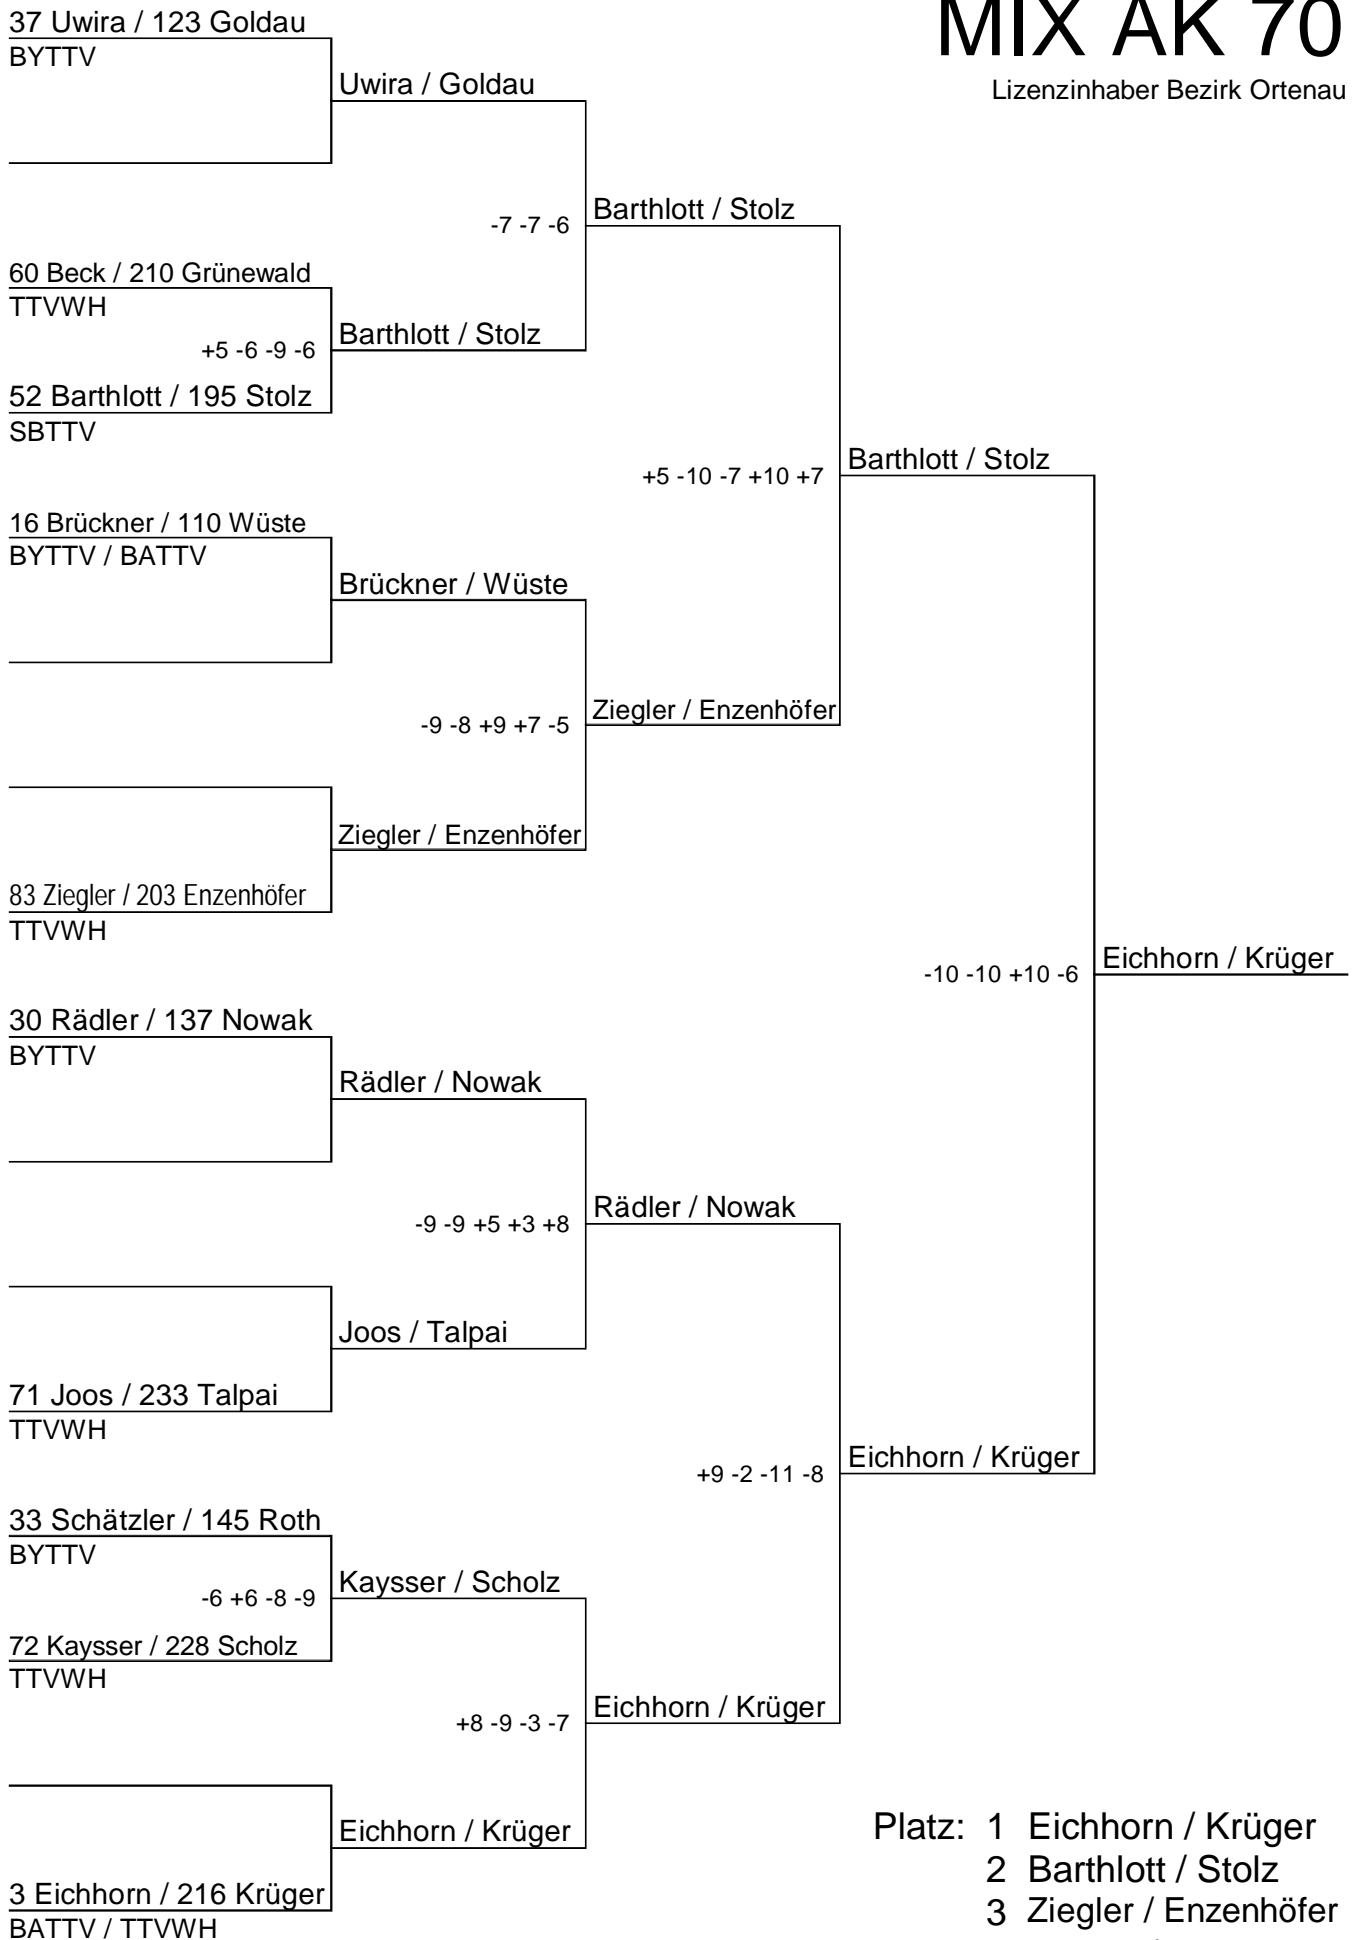 MIX AK 70
Lizenzinhaber Bezirk Ortenau
37 Uwira / 123 Goldau
BYTTV
Uwira / Goldau
-7 -7 -6
Barthlott / Stolz
60 Beck / 210 Grünewald
TTVWH
+5 -6 -9 -6
Barthlott / Stolz
52 Barthlott / 195 Stolz
SBTTV
+5 -10 -7 +10 +7
Barthlott / Stolz
16 Brückner / 110 Wüste
BYTTV / BATTV
Brückner / Wüste
-9 -8 +9 +7 -5
Ziegler / Enzenhöfer
Ziegler / Enzenhöfer
83 Ziegler / 203 Enzenhöfer
TTVWH
-10 -10 +10 -6
Eichhorn / Krüger
30 Rädler / 137 Nowak
BYTTV
Rädler / Nowak
-9 -9 +5 +3 +8
Rädler / Nowak
Joos / Talpai
71 Joos / 233 Talpai
TTVWH
+9 -2 -11 -8
Eichhorn / Krüger
33 Schätzler / 145 Roth
BYTTV
-6 +6 -8 -9
Kaysser / Scholz
72 Kaysser / 228 Scholz
TTVWH
+8 -9 -3 -7
Eichhorn / Krüger
Eichhorn / Krüger
3 Eichhorn / 216 Krüger
BATTV / TTVWH
Platz: 1 Eichhorn / Krüger
2 Barthlott / Stolz
3 Ziegler / Enzenhöfer